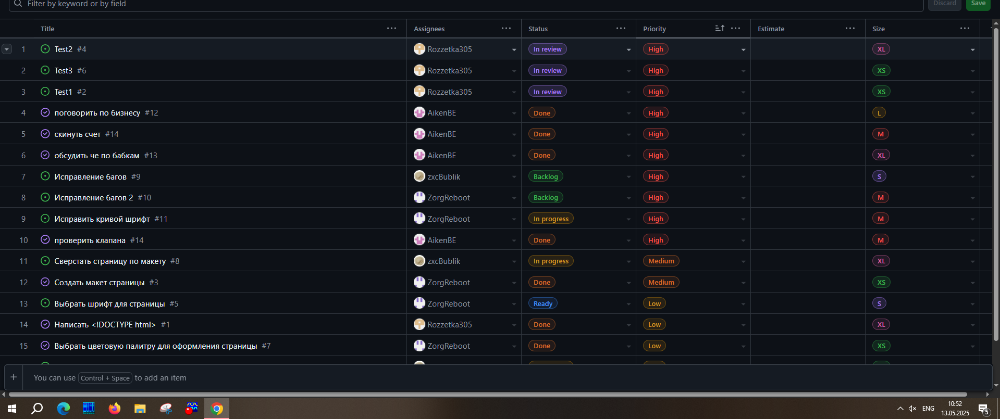 Filter by keyword or by field Discard Save
Title Assignees Status Priority Estimate Size
1 Test2 #4 Rozzetka305 In review High XL
2 Test3 #6 Rozzetka305 In review High XS
3 Test1 #2 Rozzetka305 In review High XS
4 поговорить по бизнесу #12 AikenBE Done High L
5 скинуть счет #14 AikenBE Done High M
6 обсудить че по бабкам #13 AikenBE Done High XL
7 Исправление багов #9 zxcBublik Backlog High S
8 Исправление багов 2 #10 ZorgReboot Backlog High M
9 Исправить кривой шрифт #11 ZorgReboot In progress High M
10 проверить клапана #14 AikenBE Done High M
11 Сверстать страницу по макету #8 zxcBublik In progress Medium XL
12 Создать макет страницы #3 ZorgReboot Done Medium XS
13 Выбрать шрифт для страницы #5 ZorgReboot Ready Low S
14 Написать <!DOCTYPE html> #1 Rozzetka305 Done Low XL
15 Выбрать цветовую палитру для оформления страницы #7 ZorgReboot Done Low XS
+ You can use Control + Space to add an item
ENG 10:52 5
13.05.2025